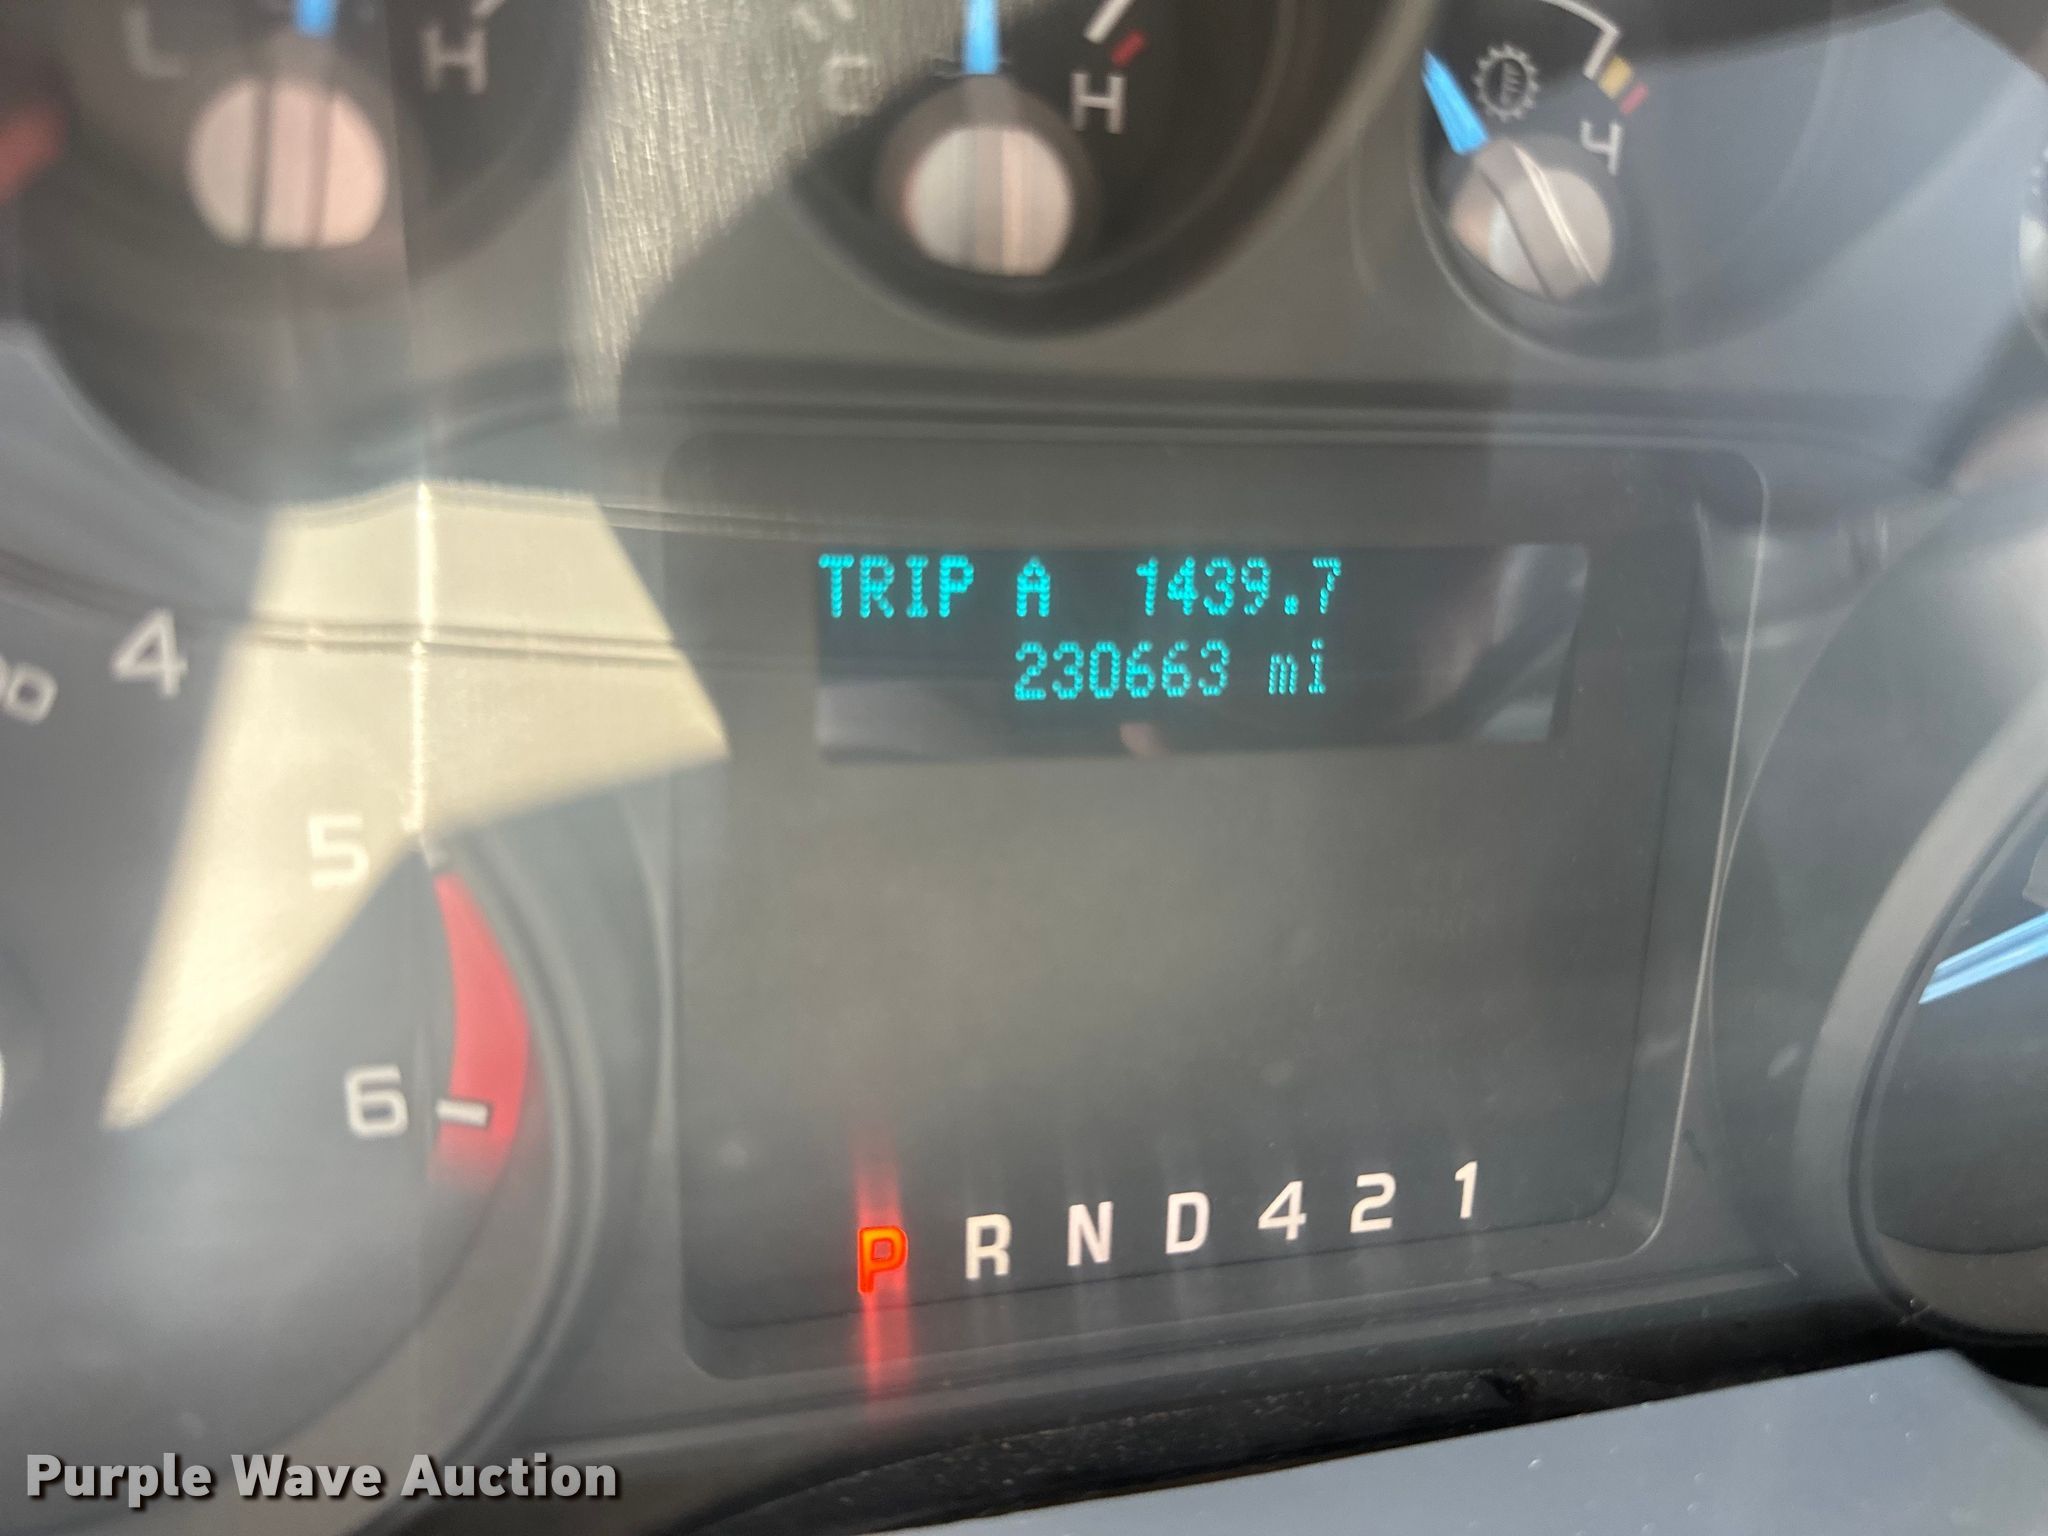 L H
C H
4
TRIP A 1439.7
230663 mi
4
5
6
P R N D 4 2 1
Purple Wave Auction